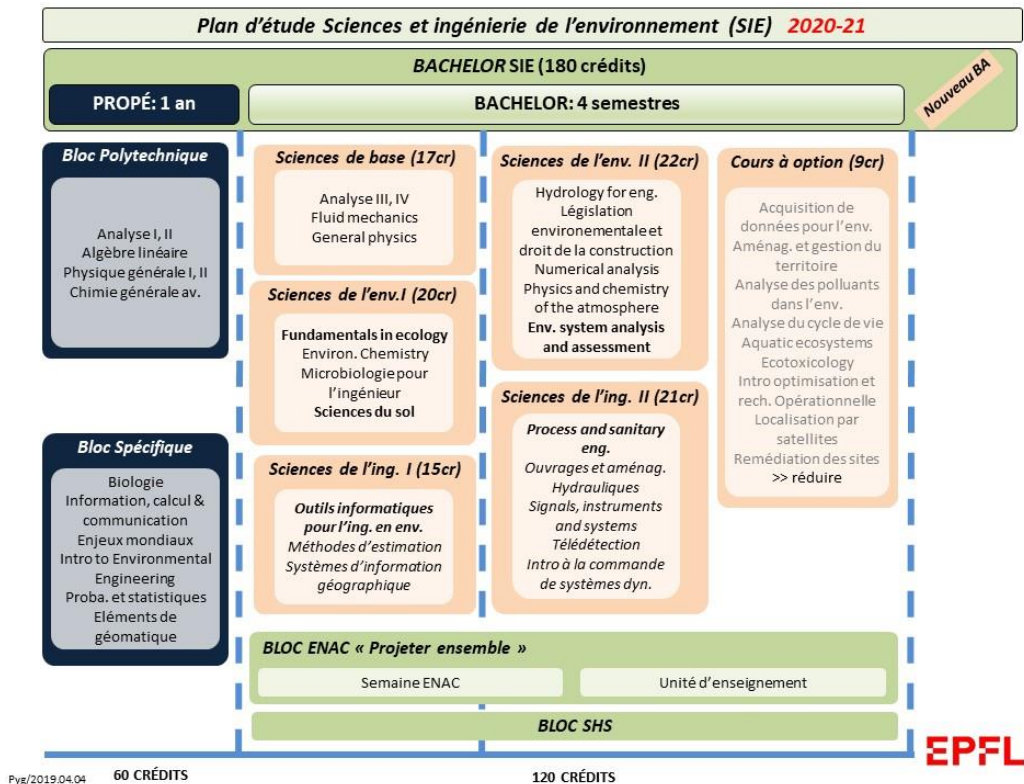 Plan d'étude Sciences et ingénierie de l'environnement (SIE) 2020-21
BACHELOR SIE (180 crédits)
Nouveau BA
PROPÉ: 1 an
BACHELOR: 4 semestres
Bloc Polytechnique
Analyse I, II
Algèbre linéaire
Physique générale I, II
Chimie générale av.
Bloc Spécifique
Biologie
Information, calcul &
communication
Enjeux mondiaux
Intro to Environmental
Engineering
Proba. et statistiques
Eléments de
géomatique
Sciences de base (17cr)
Analyse III, IV
Fluid mechanics
General physics
Sciences de l'env.I (20cr)
Fundamentals in ecology
Environ. Chemistry
Microbiologie pour
l'ingénieur
Sciences du sol
Sciences de l'ing. I (15cr)
Outils informatiques
pour l'ing. en env.
Méthodes d'estimation
Systèmes d'information
géographique
Sciences de l'env. II (22cr)
Hydrology for eng.
Législation
environementale et
droit de la construction
Numerical analysis
Physics and chemistry
of the atmosphere
Env. system analysis
and assessment
Sciences de l'ing. II (21cr)
Process and sanitary
eng.
Ouvrages et aménag.
Hydrauliques
Signals, instruments
and systems
Télédétection
Intro à la commande
de systèmes dyn.
Cours à option (9cr)
Acquisition de
données pour l'env.
Aménag. et gestion du
territoire
Analyse des polluants
dans l'env.
Analyse du cycle de vie
Aquatic ecosystems
Ecotoxicology
Intro optimisation et
rech. Opérationnelle
Localisation par
satellites
Remédiation des sites
>> réduire
BLOC ENAC « Projeter ensemble »
Semaine ENAC
Unité d'enseignement
BLOC SHS
EPFL
Pvg/2019.04.04
60 CRÉDITS
120 CRÉDITS